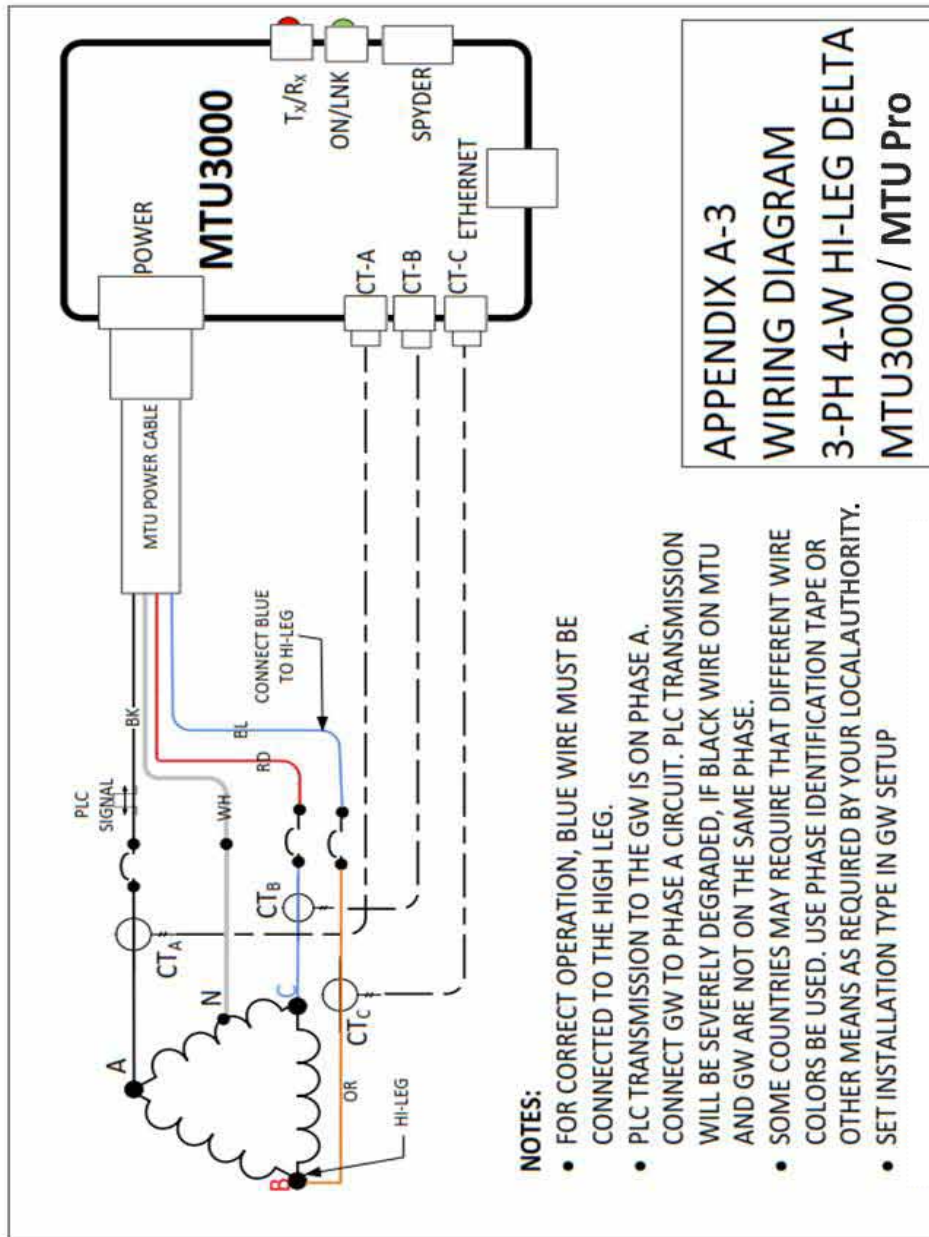 PLC
SIGNAL
BK
WH
RD
BL
MTU POWER CABLE
POWER
MTU3000
Tx/Rx
ON/LNK
SPYDER
ETHERNET
CT-A
CT-B
CT-C
CONNECT BLUE
TO HI-LEG
A
N
C
B
CTA
CTB
CTC
OR
HI-LEG
NOTES:
• FOR CORRECT OPERATION, BLUE WIRE MUST BE
CONNECTED TO THE HIGH LEG.
• PLC TRANSMISSION TO THE GW IS ON PHASE A.
CONNECT GW TO PHASE A CIRCUIT. PLC TRANSMISSION
WILL BE SEVERELY DEGRADED, IF BLACK WIRE ON MTU
AND GW ARE NOT ON THE SAME PHASE.
• SOME COUNTRIES MAY REQUIRE THAT DIFFERENT WIRE
COLORS BE USED. USE PHASE IDENTIFICATION TAPE OR
OTHER MEANS AS REQUIRED BY YOUR LOCALAUTHORITY.
• SET INSTALLATION TYPE IN GW SETUP
APPENDIX A-3
WIRING DIAGRAM
3-PH 4-W HI-LEG DELTA
MTU3000 / MTU Pro